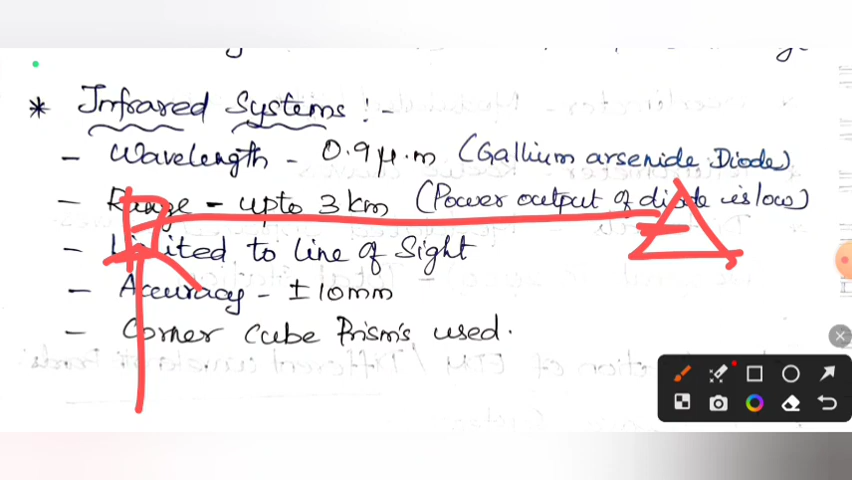 * Infrared Systems :-
- Wavelength - 0.9 μ.m (Gallium arsenide Diode)
- Range - upto 3 km (Power output of diode is low)
- Limited to line of Sight
- Accuracy - ± 10mm
- Corner Cube Prism's used.